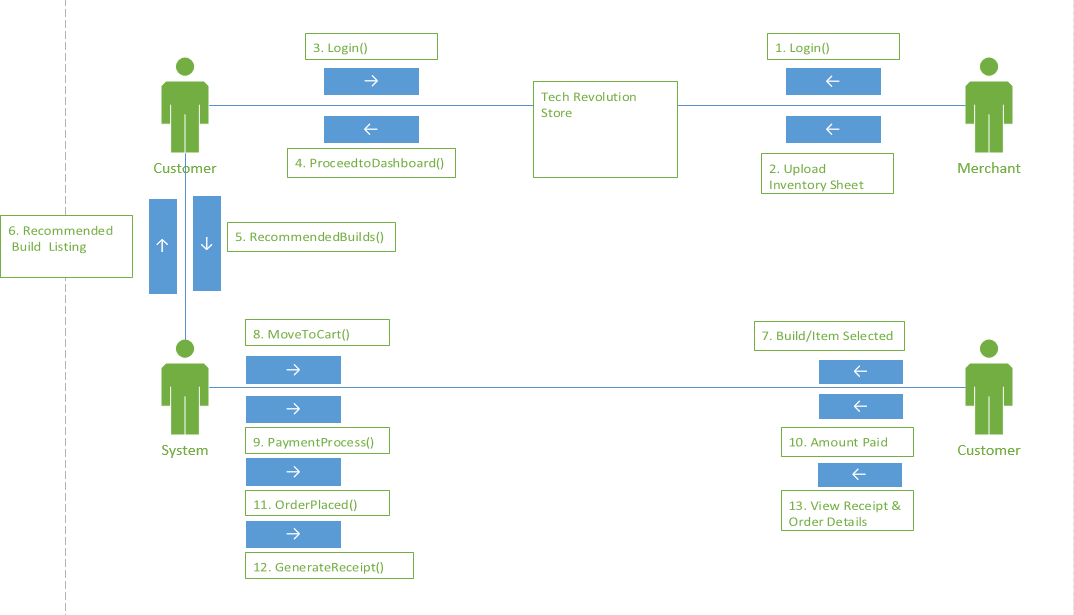 3. Login()
1. Login()
Tech Revolution
Store
4. ProceedtoDashboard()
2. Upload
Inventory Sheet
Customer
Merchant
6. Recommended
Build Listing
5. RecommendedBuilds()
8. MoveToCart()
7. Build/Item Selected
9. PaymentProcess()
10. Amount Paid
System
Customer
11. OrderPlaced()
13. View Receipt &
Order Details
12. GenerateReceipt()